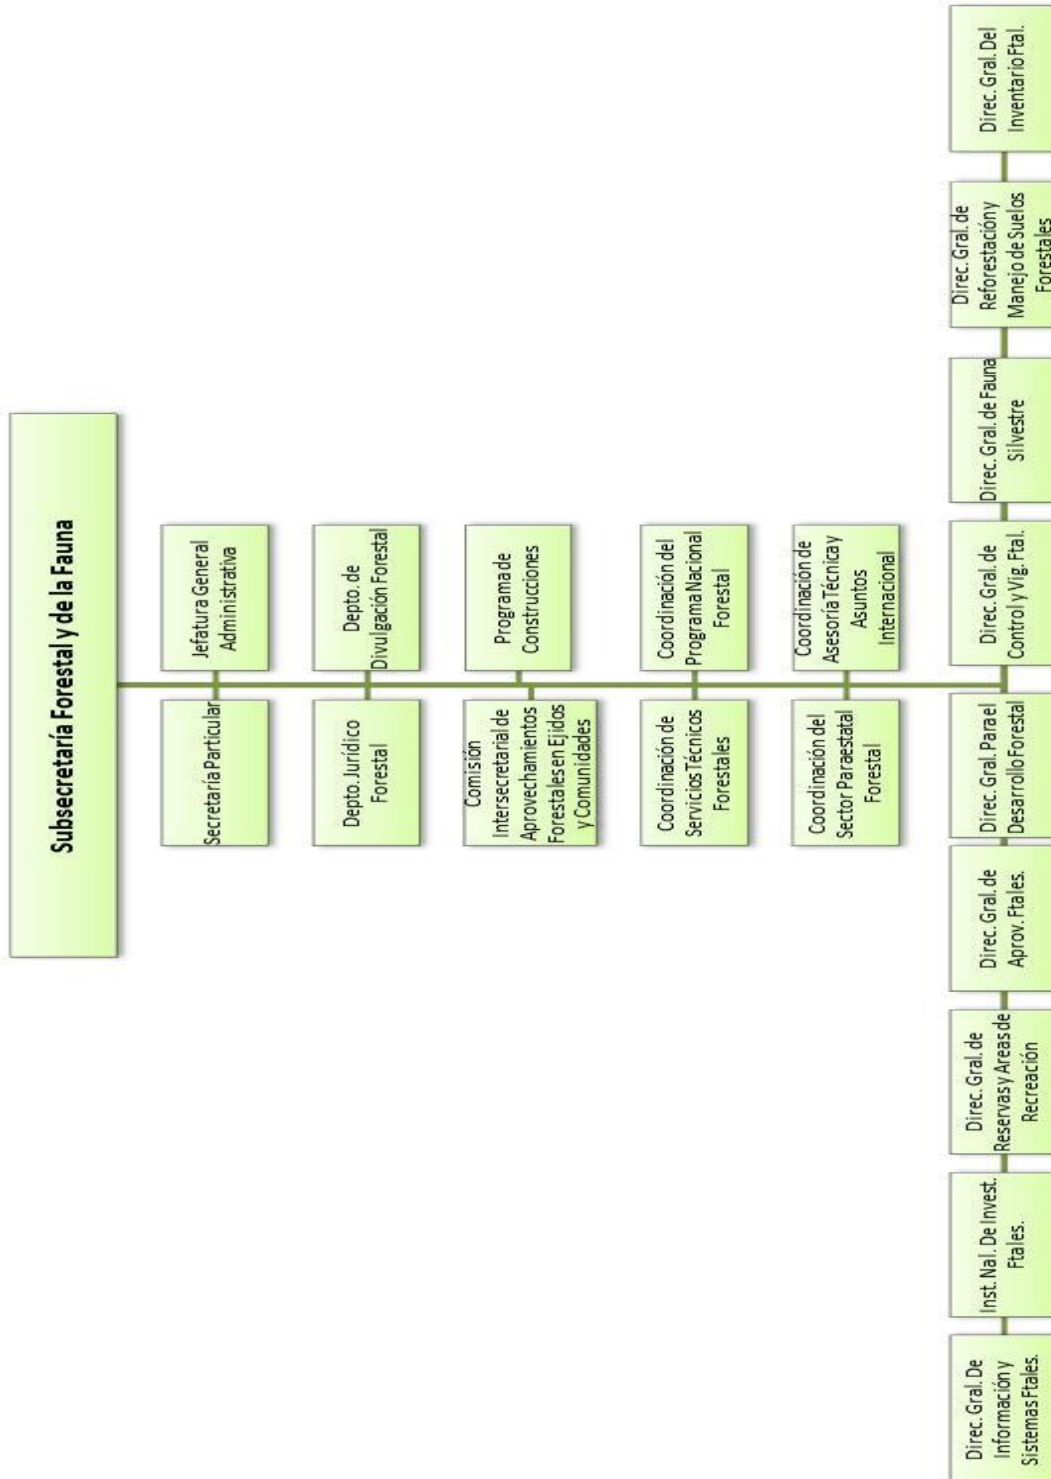 Subsecretaría Forestal y de la Fauna
Secretaría Particular
Jefatura General
Administrativa
Depto. Jurídico
Forestal
Depto. de
Divulgación Forestal
Comisión
Intersecretarial de
Aprovechamientos
Forestales en Ejidos
y Comunidades
Programa de
Construcciones
Coordinación de
Servicios Técnicos
Forestales
Coordinación del
Programa Nacional
Forestal
Coordinación del
Sector Paraestatal
Forestal
Coordinación de
Asesoría Técnica y
Asuntos
Internacional
Direc. Gral. De
Información y
Sistemas Ftales.
Inst. Nal. De Invest.
Ftales.
Direc. Gral. de
Reservas y Areas de
Recreación
Direc. Gral. de
Aprov. Ftales.
Direc. Gral. Para el
Desarrollo Forestal
Direc. Gral. de
Control y Vig. Ftal.
Direc. Gral. de Fauna
Silvestre
Direc. Gral. de
Reforestación y
Manejo de Suelos
Forestales
Direc. Gral. Del
Inventario Ftal.